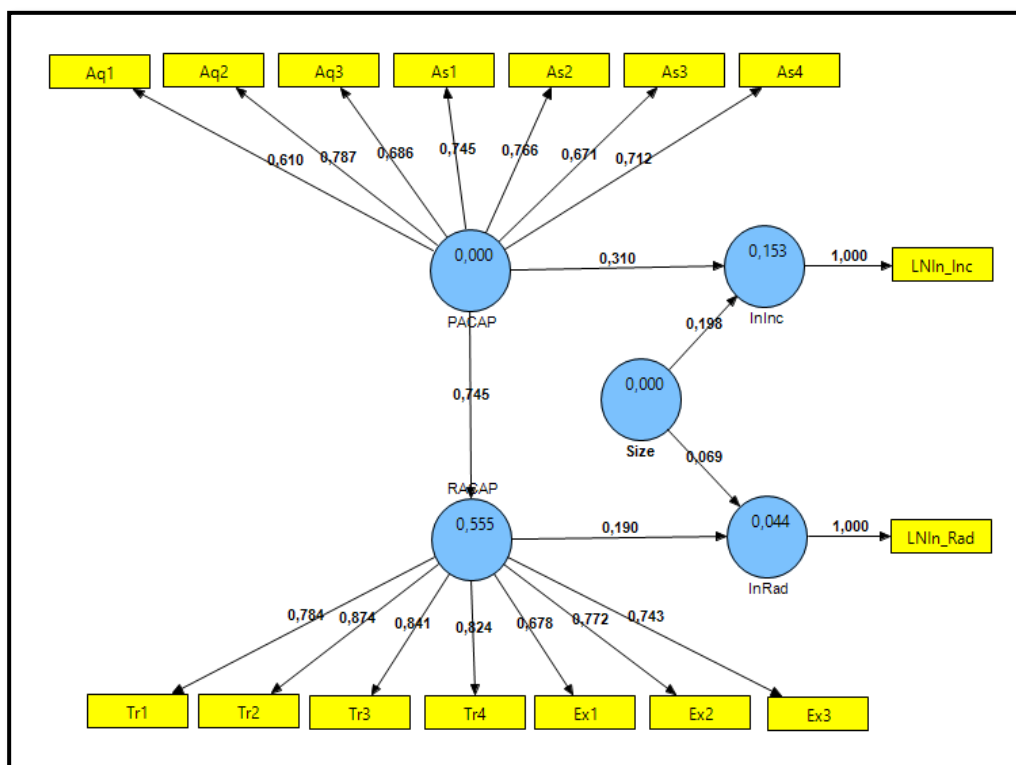 Aq1 Aq2 Aq3 As1 As2 As3 As4
0,610 0,787 0,686 0,745 0,766 0,671 0,712
0,000 0,310 0,153 1,000 LNIn_Inc
PACAP InInc
0,198
0,745 0,000
Size
0,069
RACAP
0,555 0,190 0,044 1,000 LNIn_Rad
InRad
0,784 0,874 0,841 0,824 0,678 0,772 0,743
Tr1 Tr2 Tr3 Tr4 Ex1 Ex2 Ex3